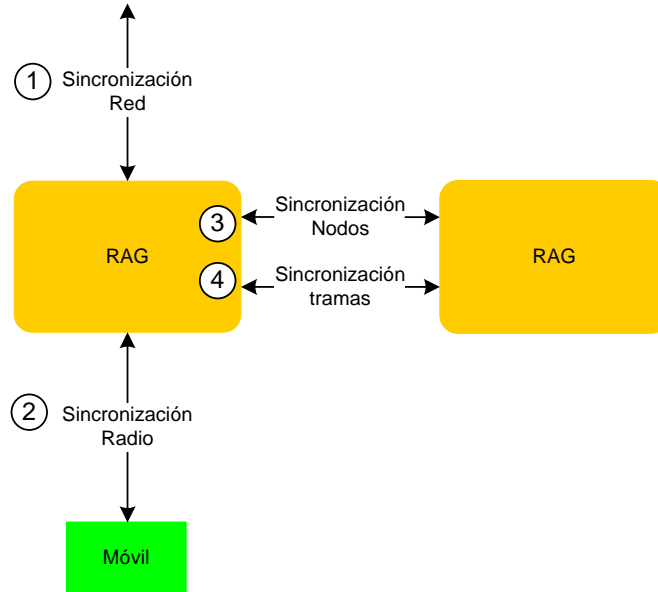 1
Sincronización
Red
RAG
3
Sincronización
Nodos
4
Sincronización
tramas
RAG
2
Sincronización
Radio
Móvil